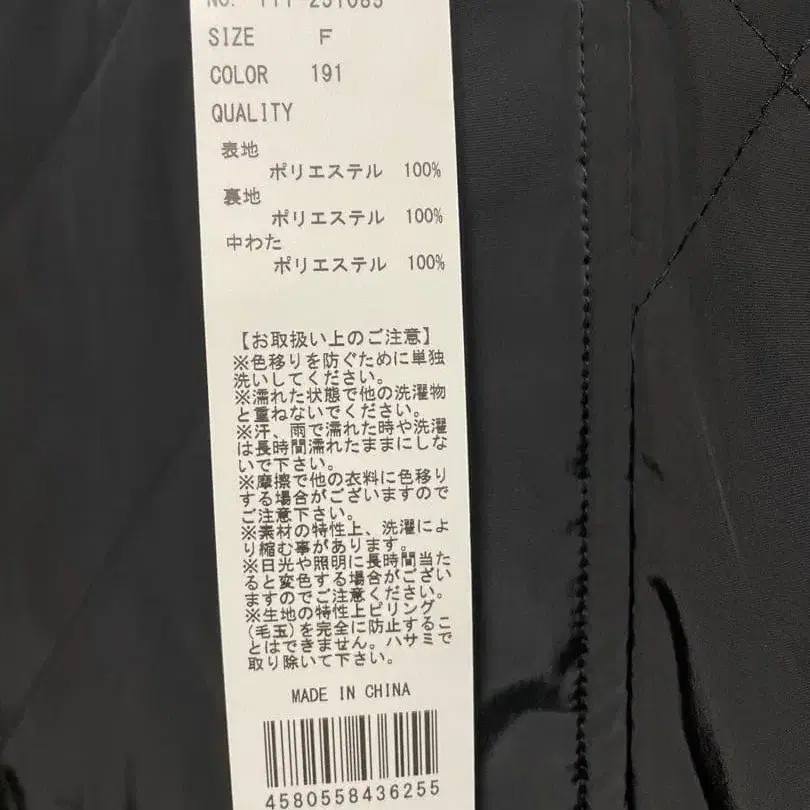 SIZE F
COLOR 191
QUALITY
表地
ポリエステル 100%
裏地
ポリエステル 100%
中わた
ポリエステル 100%
【お取扱い上のご注意】
※色移りを防ぐために単独
洗いしてください。
※濡れた状態で他の洗濯物
と重ねないでください。
※汗、雨で濡れた時や洗濯
は長時間濡れたままにしな
いで下さい。
※摩擦で他の衣料に色移り
する場合がございますので
ご注意下さい。
※素材の特性上、洗濯によ
り縮む事があります。
※日光や照明に長時間当た
ると変色する場合がござい
ますのでご注意ください。
※生地の特性上ピリング
(毛玉)を完全に防止するこ
とはできません。ハサミで
取り除いて下さい。
MADE IN CHINA
4580558436255